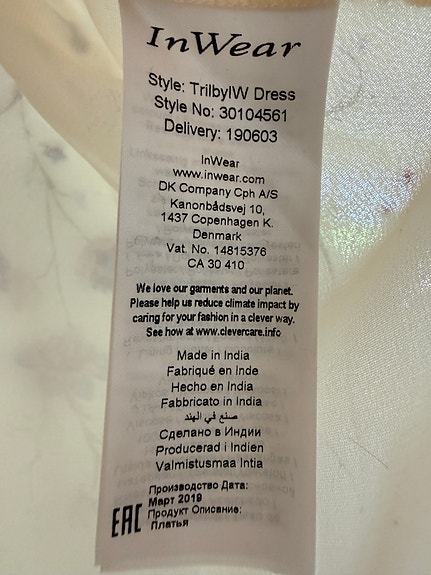 InWear
Style: TrilbyIW Dress
Style No: 30104561
Delivery: 190603
InWear
www.inwear.com
DK Company Cph A/S
Kanonbådsvej 10,
1437 Copenhagen K.
Denmark
Vat. No. 14815376
CA 30 410
We love our garments and our planet.
Please help us reduce climate impact by
caring for your fashion in a clever way.
See how at www.clevercare.info
Made in India
Fabriqué en Inde
Hecho en India
Fabbricato in India
صنع في الهند
Сделано в Индии
Producerad i Indien
Valmistusmaa Intia
Производство Дата:
Март 2019
Продукт Описание:
Платья
EAC